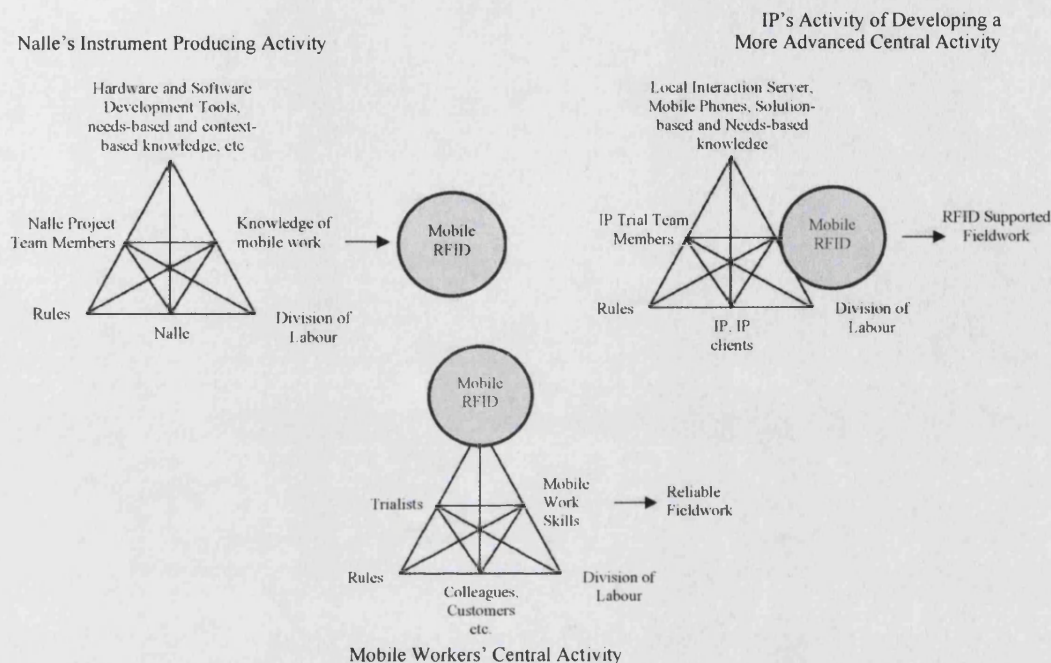 Nalle's Instrument Producing Activity
IP's Activity of Developing a
More Advanced Central Activity
Hardware and Software
Development Tools,
needs-based and context-
based knowledge, etc
Nalle Project
Team Members
Knowledge of
mobile work
Mobile
RFID
Rules
Nalle
Division of
Labour
Local Interaction Server,
Mobile Phones, Solution-
based and Needs-based
knowledge
IP Trial Team
Members
Mobile
RFID
RFID Supported
Fieldwork
Rules
IP, IP
clients
Division of
Labour
Mobile
RFID
Trialists
Mobile
Work
Skills
Reliable
Fieldwork
Rules
Colleagues,
Customers
etc.
Division of
Labour
Mobile Workers' Central Activity